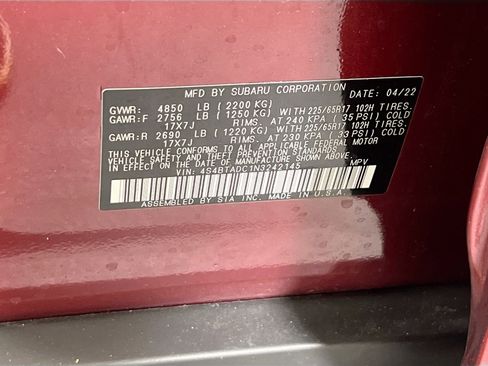 MFD BY SUBARU CORPORATION DATE 04/22
GVWR: 4850 LB (2200 KG)
GAWR:F 2756 LB (1250 KG) WITH 225/65R17 102H TIRES.
17X7J RIMS. AT 240 KPA (35 PSI) COLD
GAWR:R 2690 LB (1220 KG) WITH 225/65R17 102H TIRES.
17X7J RIMS. AT 230 KPA (33 PSI) COLD
THIS VEHICLE CONFORMS TO ALL APPLICABLE FEDERAL MOTOR
VEHICLE SAFETY STANDARDS IN EFFECT ON THE DATE
OF MANUFACTURE SHOWN ABOVE.
VIN: 4S4BTADC1N3242145 MPV
ASSEMBLED BY SIA INC. MADE IN U.S.A.